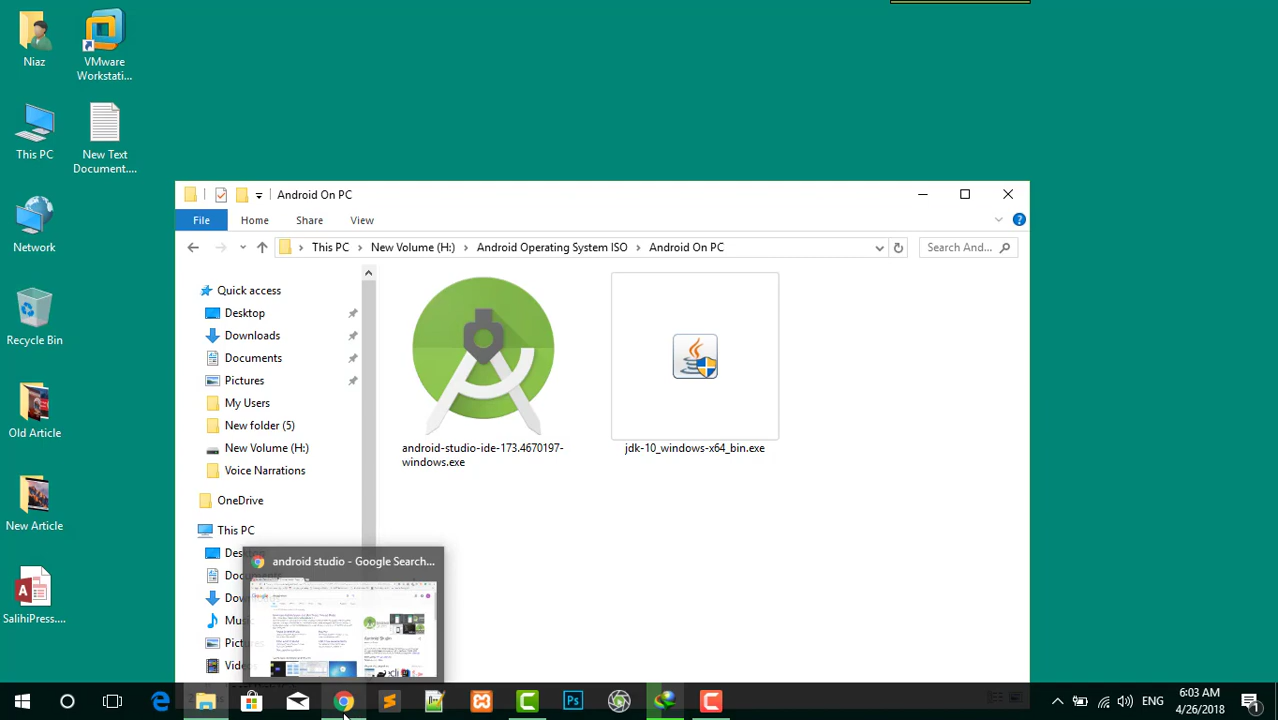 Niaz
VMware
Workstati...
This PC
New Text
Document....
Network
Recycle Bin
Old Article
New Article
Android On PC
File
Home
Share
View
This PC
New Volume (H:)
Android Operating System ISO
Android On PC
Search And...
Quick access
Desktop
Downloads
Documents
Pictures
My Users
New folder (5)
New Volume (H:)
Voice Narrations
OneDrive
This PC
android-studio-ide-173.4670197-
windows.exe
jdk-10_windows-x64_bin.exe
android studio - Google Search...
ENG
6:03 AM
4/26/2018
Ps
1